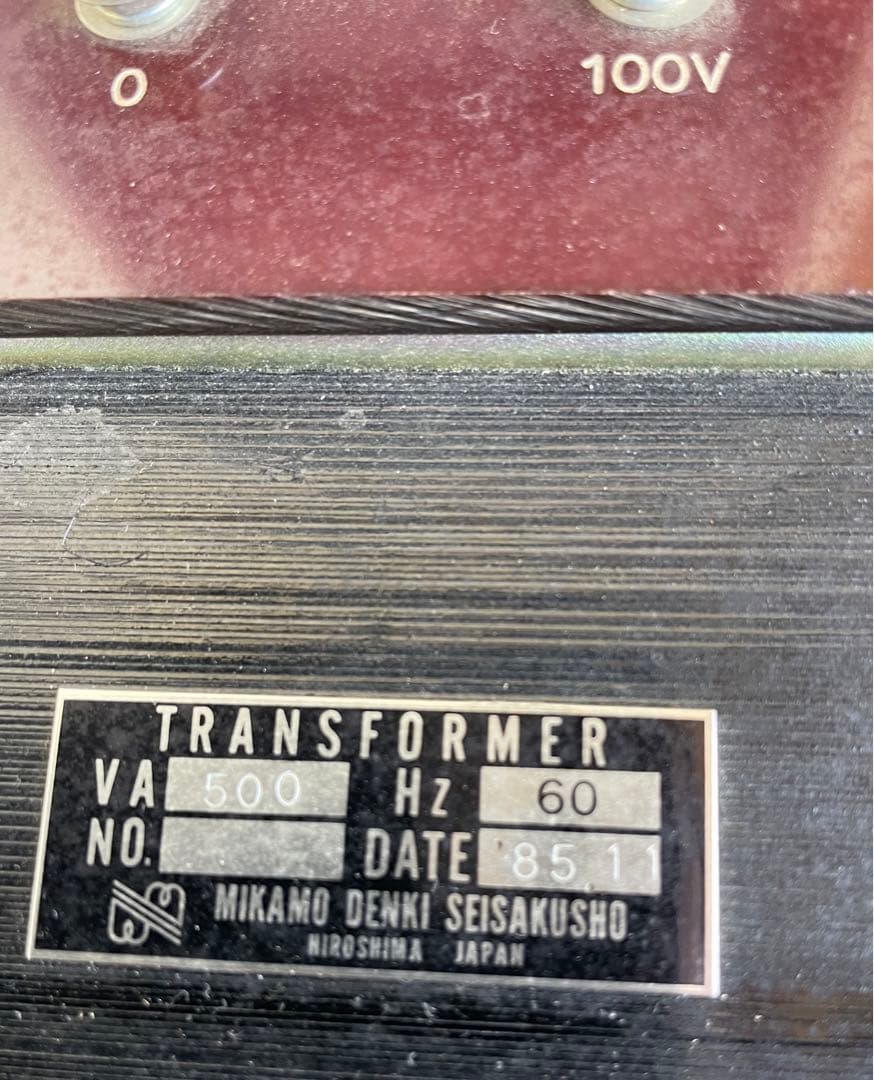 0 100V
TRANSFORMER
VA 500 Hz 60
NO. DATE 85 11
MIKAMO DENKI SEISAKUSHO
HIROSHIMA JAPAN